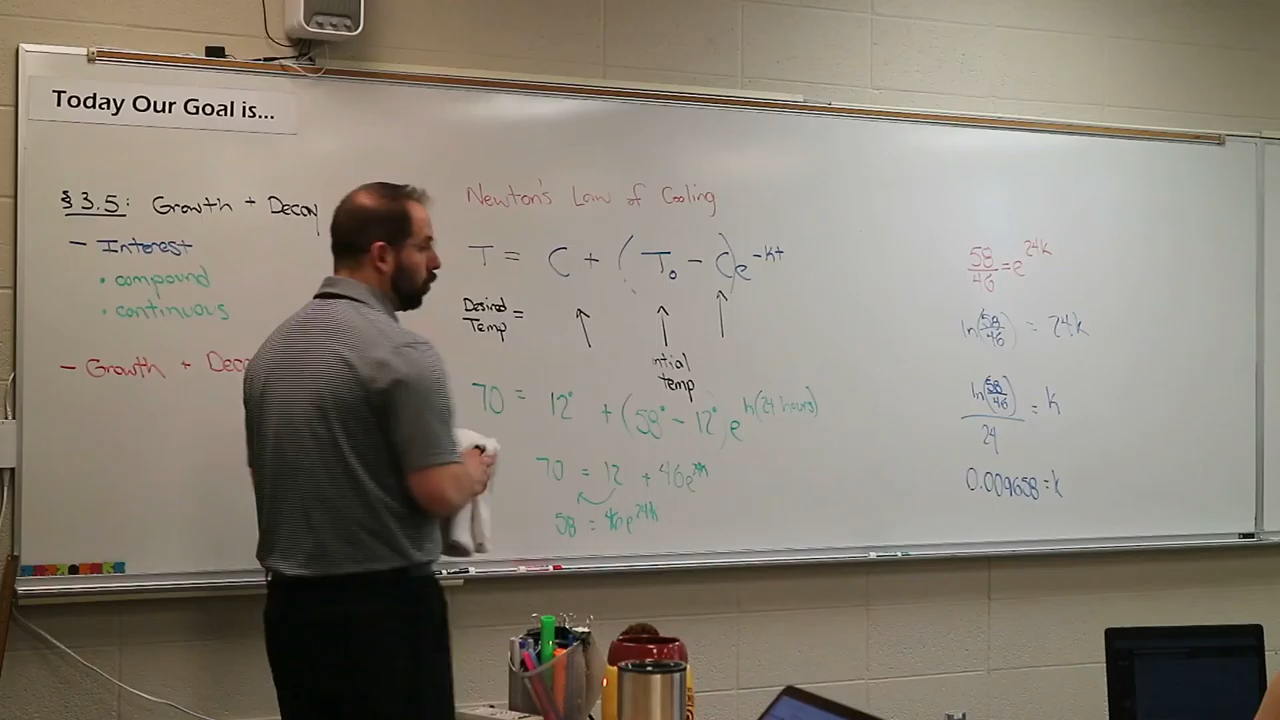 Today Our Goal is...
§ 3.5: Growth + Decay
- Interest
• compound
• continuous
- Growth + Deca
Newton's Law of Cooling
T = C + (T₀ - C)e^-kt
Desired Temp =
Intial temp
70 = 12° + (58° - 12°)e^k(24 hours)
70 = 12 + 46e^24k
58 = 46e^24k
58/46 = e^24k
ln(58/46) = 24k
ln(58/46)/24 = k
0.009658 = k